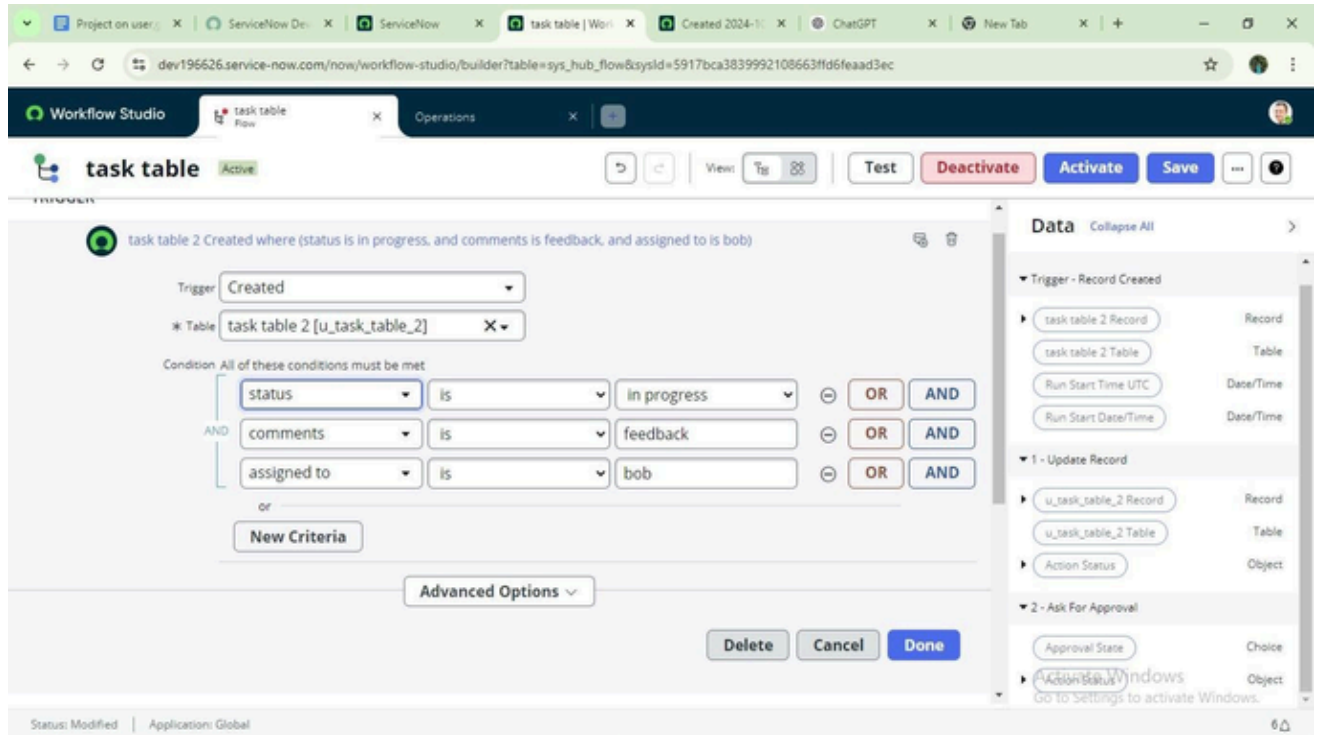 Project on user g
ServiceNow Dev
ServiceNow
task table | Work
Created 2024-10
ChatGPT
New Tab
dev196626.service-now.com/now/workflow-studio/builder?table=sys_hub_flow&sysId=5917bca3839992108663ffd6feaad3ec
Workflow Studio
task table
Flow
Operations
task table Active
View:
Test
Deactivate
Activate
Save
TRIGGER
task table 2 Created where (status is in progress, and comments is feedback, and assigned to is bob)
Trigger Created
* Table task table 2 [u_task_table_2]
Condition All of these conditions must be met
status is in progress OR AND
AND comments is feedback OR AND
assigned to is bob OR AND
or
New Criteria
Advanced Options
Delete Cancel Done
Data Collapse All
Trigger - Record Created
task table 2 Record Record
task table 2 Table Table
Run Start Time UTC Date/Time
Run Start Date/Time Date/Time
1 - Update Record
u_task_table_2 Record Record
u_task_table_2 Table Table
Action Status Object
2 - Ask For Approval
Approval State Choice
Action Status Object
Activate Windows
Go to Settings to activate Windows.
Status: Modified | Application: Global
6